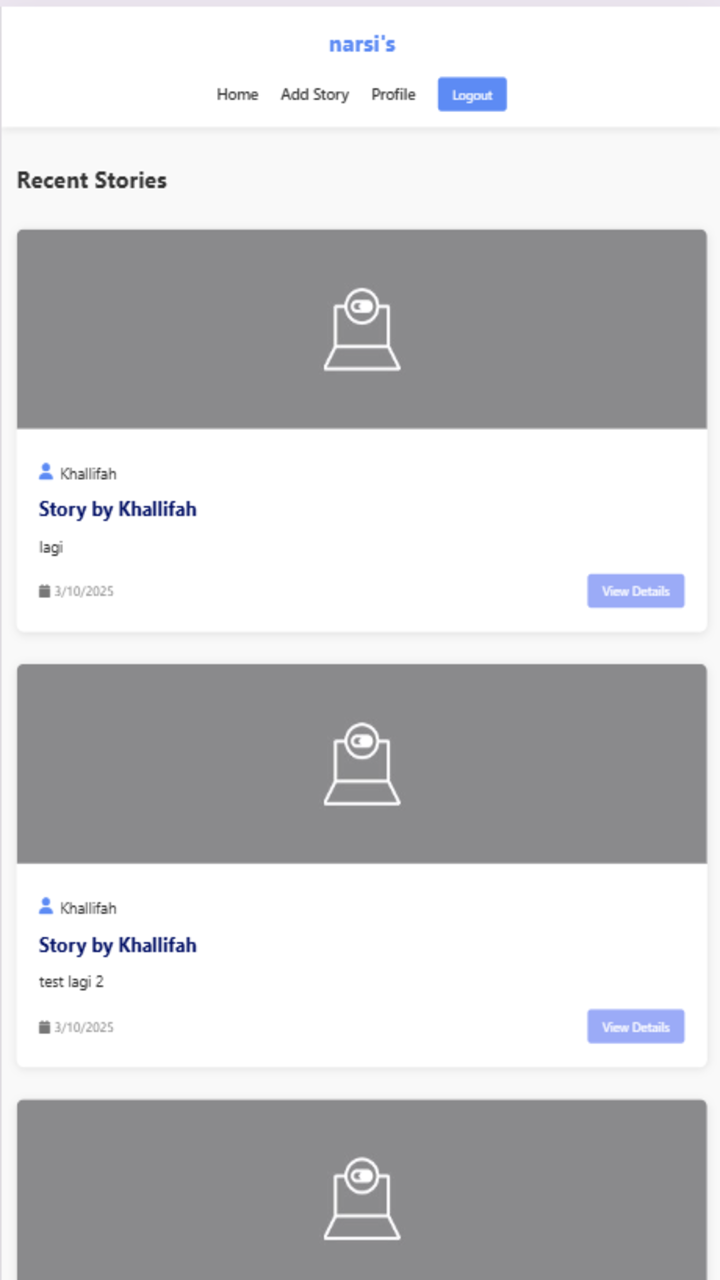 narsi's
Home Add Story Profile Logout
Recent Stories
Khallifah
Story by Khallifah
lagi
3/10/2025 View Details
Khallifah
Story by Khallifah
test lagi 2
3/10/2025 View Details